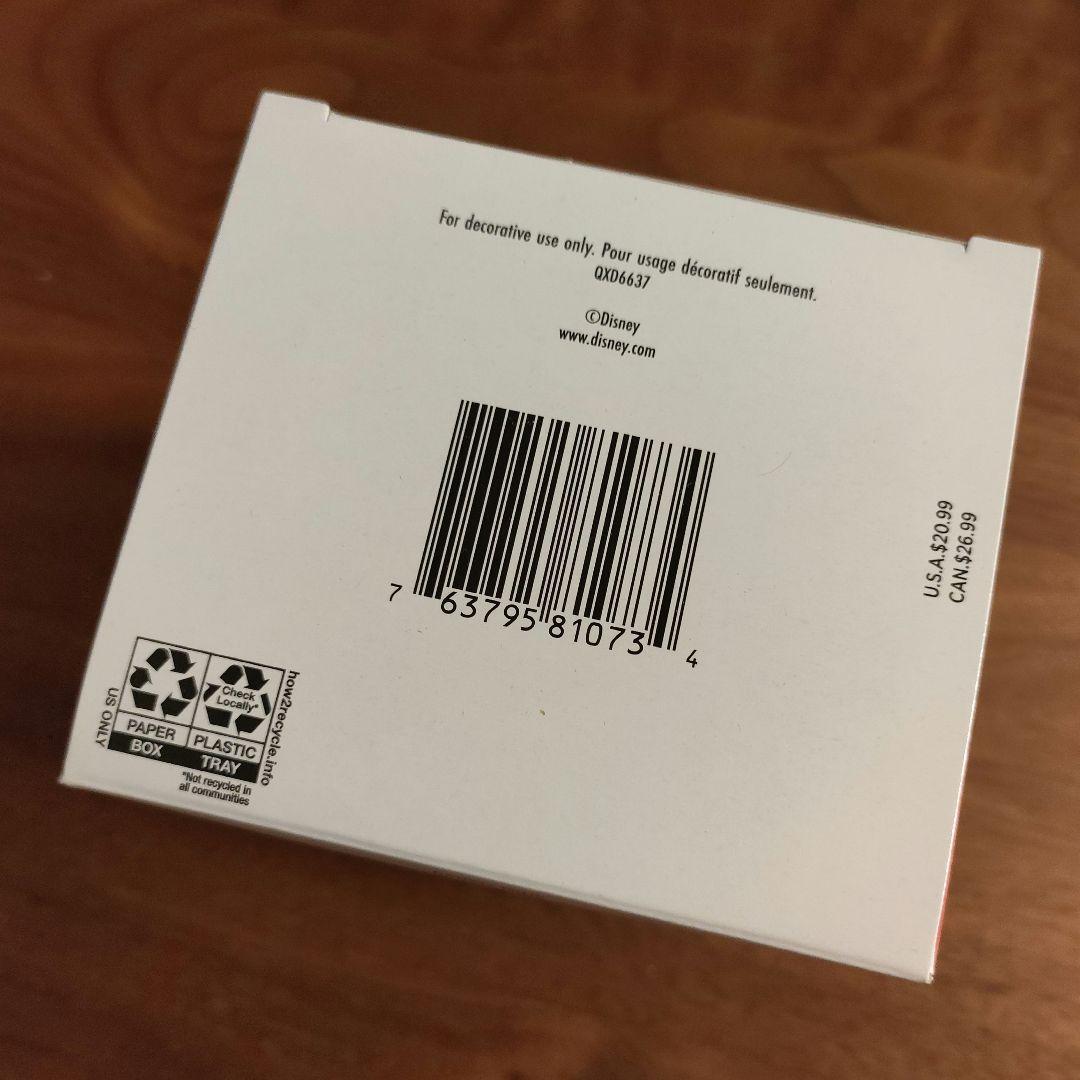 For decorative use only. Pour usage décoratif seulement.
QXD6637
©Disney
www.disney.com
7 63795 81073 4
U.S.A.$20.99
CAN.$26.99
US ONLY
Check
Locally*
PAPER
BOX
PLASTIC
TRAY
how2recycle.info
*Not recycled in
all communities